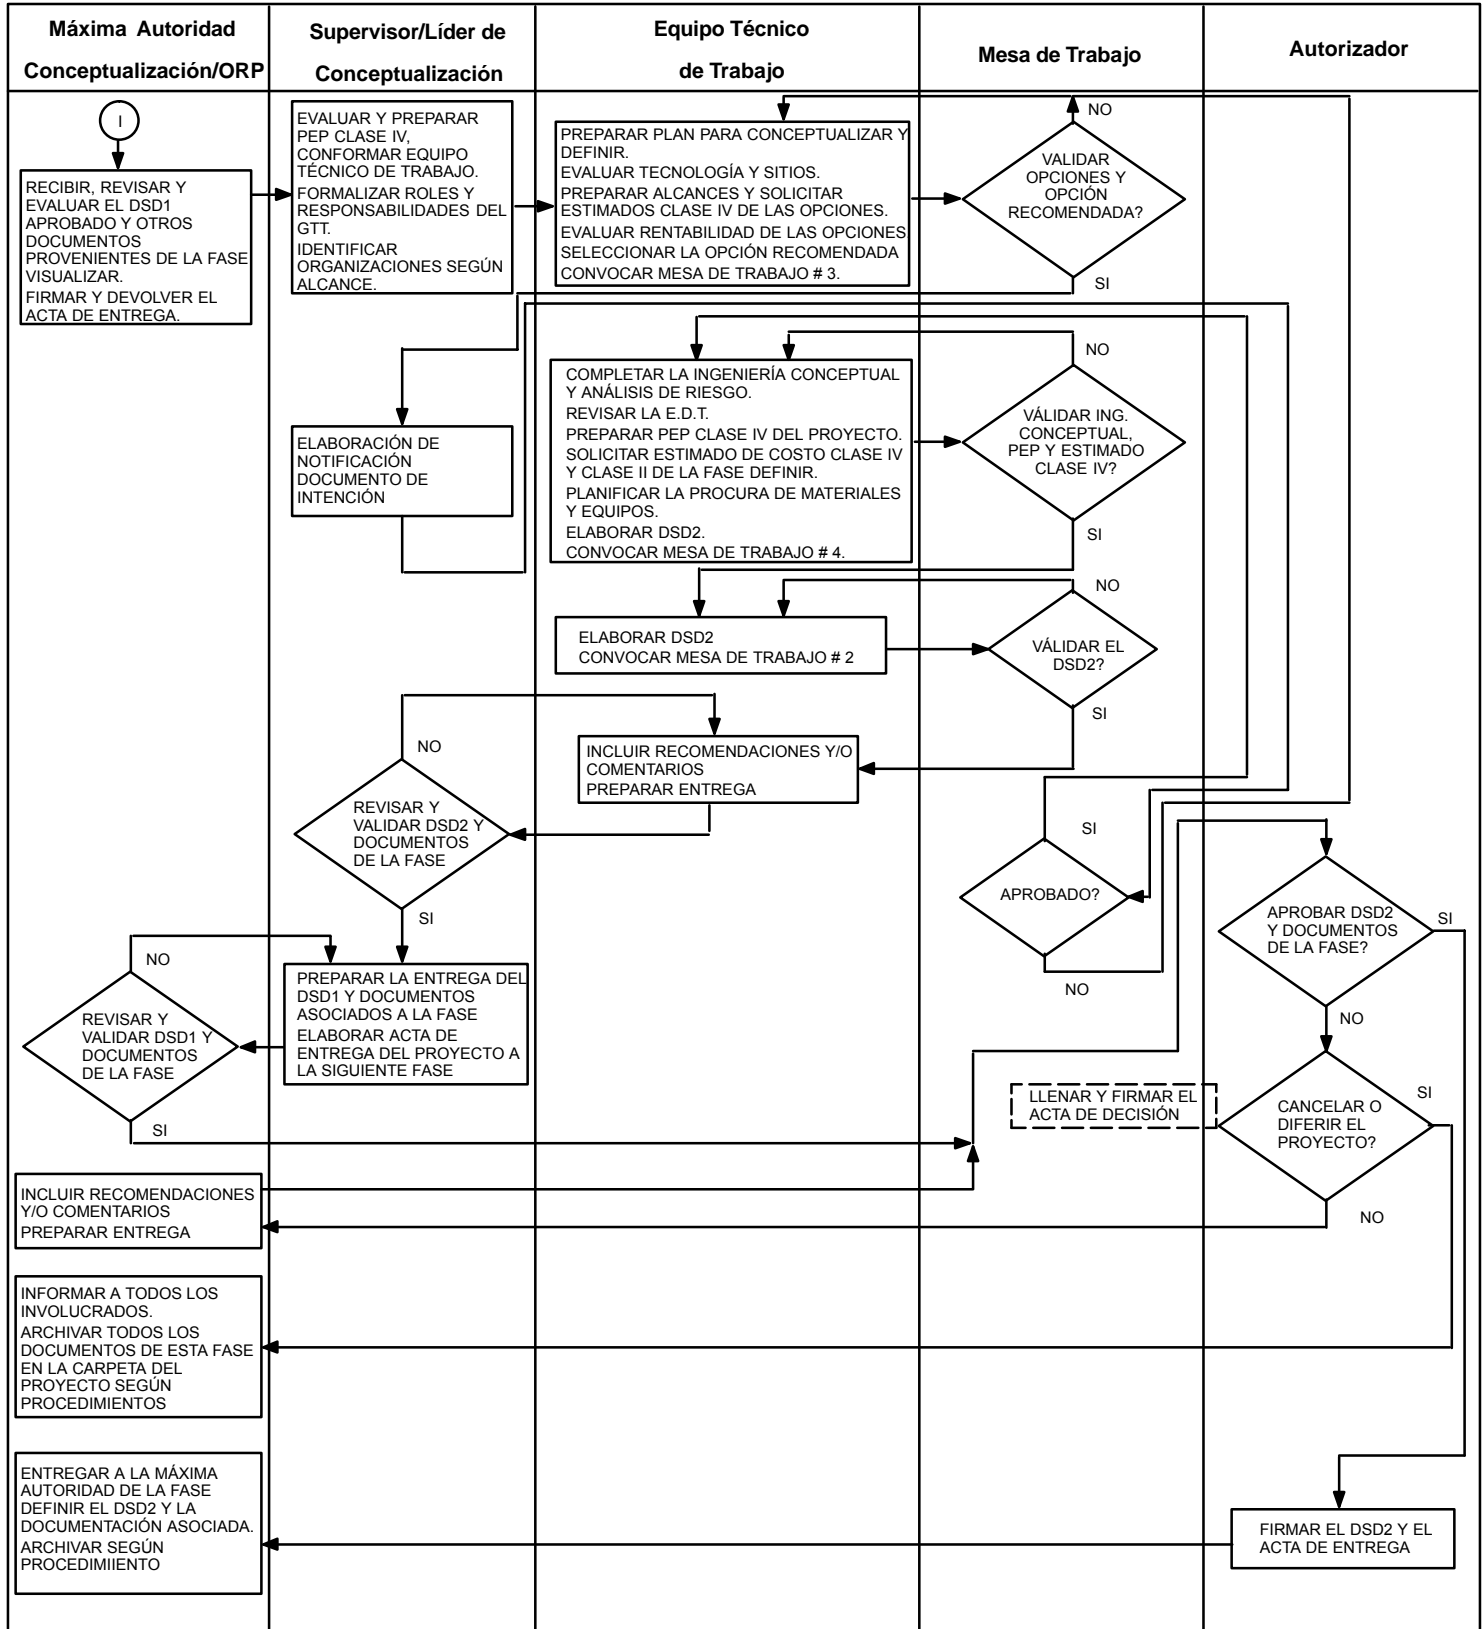 Máxima Autoridad
Conceptualización/ORP
Supervisor/Líder de
Conceptualización
Equipo Técnico
de Trabajo
Mesa de Trabajo
Autorizador
I
RECIBIR, REVISAR Y
EVALUAR EL DSD1
APROBADO Y OTROS
DOCUMENTOS
PROVENIENTES DE LA FASE
VISUALIZAR.
FIRMAR Y DEVOLVER EL
ACTA DE ENTREGA.
EVALUAR Y PREPARAR
PEP CLASE IV,
CONFORMAR EQUIPO
TÉCNICO DE TRABAJO.
FORMALIZAR ROLES Y
RESPONSABILIDADES DEL
GTT.
IDENTIFICAR
ORGANIZACIONES SEGÚN
ALCANCE.
PREPARAR PLAN PARA CONCEPTUALIZAR Y
DEFINIR.
EVALUAR TECNOLOGÍA Y SITIOS.
PREPARAR ALCANCES Y SOLICITAR
ESTIMADOS CLASE IV DE LAS OPCIONES.
EVALUAR RENTABILIDAD DE LAS OPCIONES
SELECCIONAR LA OPCIÓN RECOMENDADA
CONVOCAR MESA DE TRABAJO # 3.
NO
VALIDAR
OPCIONES Y
OPCIÓN
RECOMENDADA?
SI
ELABORACIÓN DE
NOTIFICACIÓN
DOCUMENTO DE
INTENCIÓN
COMPLETAR LA INGENIERÍA CONCEPTUAL
Y ANÁLISIS DE RIESGO.
REVISAR LA E.D.T.
PREPARAR PEP CLASE IV DEL PROYECTO.
SOLICITAR ESTIMADO DE COSTO CLASE IV
Y CLASE II DE LA FASE DEFINIR.
PLANIFICAR LA PROCURA DE MATERIALES
Y EQUIPOS.
ELABORAR DSD2.
CONVOCAR MESA DE TRABAJO # 4.
NO
VÁLIDAR ING.
CONCEPTUAL,
PEP Y ESTIMADO
CLASE IV?
SI
ELABORAR DSD2
CONVOCAR MESA DE TRABAJO # 2
NO
VÁLIDAR EL
DSD2?
SI
INCLUIR RECOMENDACIONES Y/O
COMENTARIOS
PREPARAR ENTREGA
NO
REVISAR Y
VALIDAR DSD2 Y
DOCUMENTOS
DE LA FASE
SI
SI
APROBADO?
NO
APROBAR DSD2
Y DOCUMENTOS
DE LA FASE?
SI
NO
NO
REVISAR Y
VALIDAR DSD1 Y
DOCUMENTOS
DE LA FASE
SI
PREPARAR LA ENTREGA DEL
DSD1 Y DOCUMENTOS
ASOCIADOS A LA FASE
ELABORAR ACTA DE
ENTREGA DEL PROYECTO A
LA SIGUIENTE FASE
LLENAR Y FIRMAR EL
ACTA DE DECISIÓN
CANCELAR O
DIFERIR EL
PROYECTO?
SI
NO
INCLUIR RECOMENDACIONES
Y/O COMENTARIOS
PREPARAR ENTREGA
INFORMAR A TODOS LOS
INVOLUCRADOS.
ARCHIVAR TODOS LOS
DOCUMENTOS DE ESTA FASE
EN LA CARPETA DEL
PROYECTO SEGÚN
PROCEDIMIENTOS
ENTREGAR A LA MÁXIMA
AUTORIDAD DE LA FASE
DEFINIR EL DSD2 Y LA
DOCUMENTACIÓN ASOCIADA.
ARCHIVAR SEGÚN
PROCEDIMIIENTO
FIRMAR EL DSD2 Y EL
ACTA DE ENTREGA